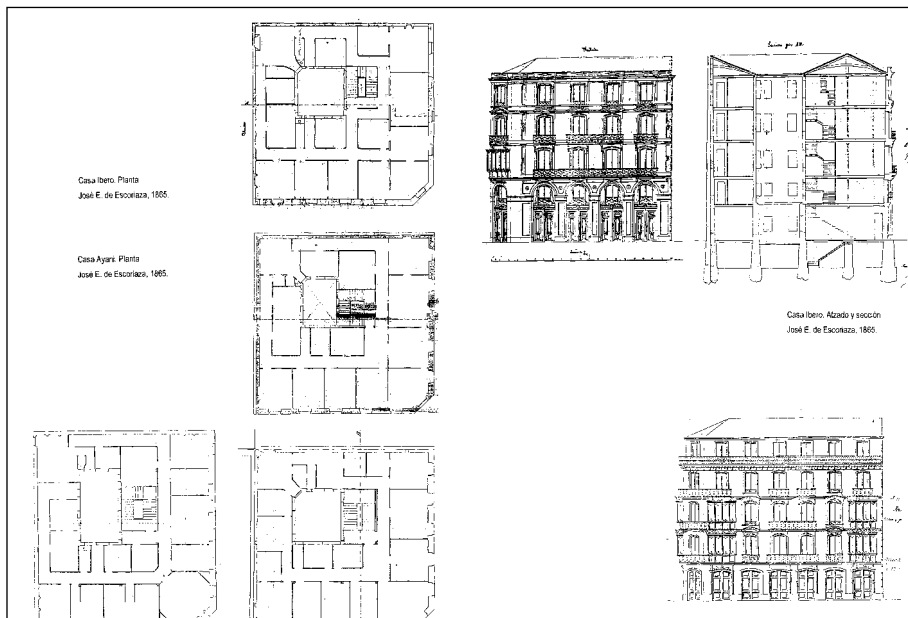 Casa Ibero. Planta
José E. de Escoriaza, 1865.
Casa Ayani. Planta
José E. de Escoriaza, 1865.
Casa Ibero. Alzado y sección
José E. de Escoriaza, 1865.